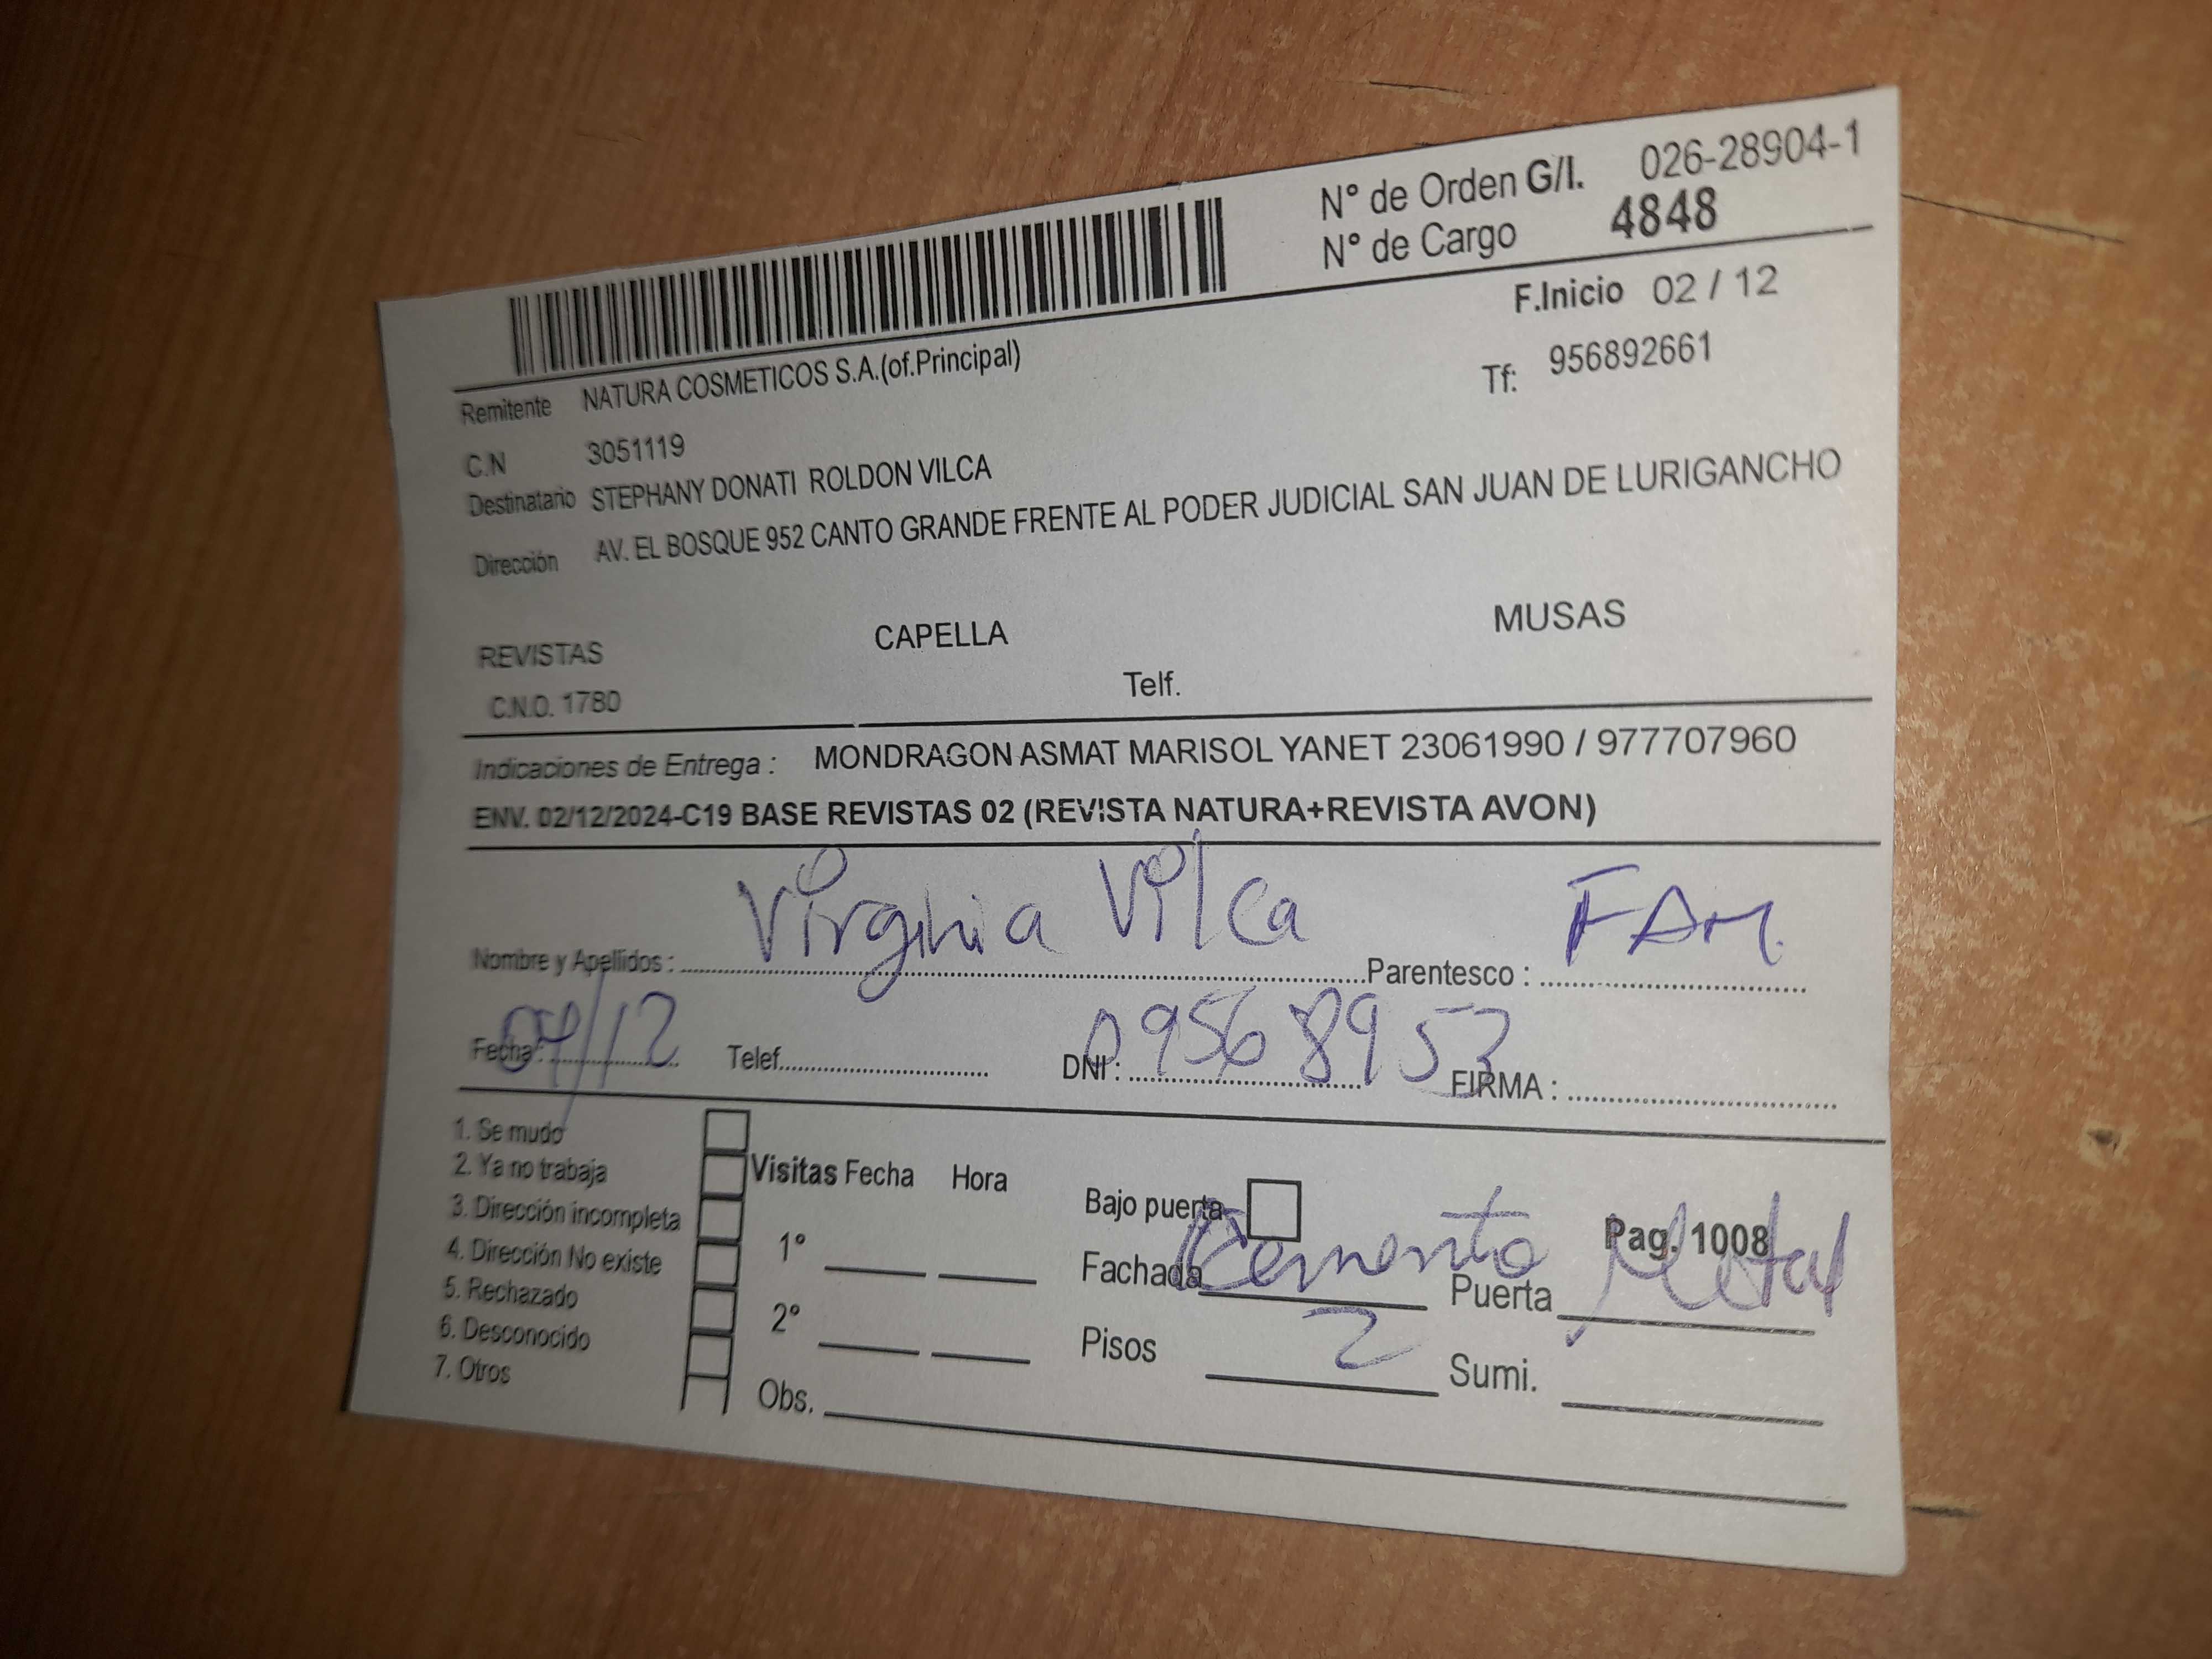 N° de Orden G/I. 026-28904-1
N° de Cargo 4848
F.Inicio 02 / 12
Remitente NATURA COSMETICOS S.A.(of.Principal)
Tf: 956892661
C.N 3051119
Destinatario STEPHANY DONATI ROLDON VILCA
Dirección AV. EL BOSQUE 952 CANTO GRANDE FRENTE AL PODER JUDICIAL SAN JUAN DE LURIGANCHO
REVISTAS CAPELLA MUSAS
C.N.O. 1780 Telf.
Indicaciones de Entrega : MONDRAGON ASMAT MARISOL YANET 23061990 / 977707960
ENV. 02/12/2024-C19 BASE REVISTAS 02 (REVISTA NATURA+REVISTA AVON)
Nombre y Apellidos : Virginia Vilca Parentesco : FAM.
Fecha: 04/12 Telef. DNI : 09568953 FIRMA :
1. Se mudo
2. Ya no trabaja
3. Dirección incompleta
4. Dirección No existe
5. Rechazado
6. Desconocido
7. Otros
Visitas Fecha Hora
1°
2°
Obs.
Bajo puerta Pag. 1008
Fachada Cemento Puerta Metal
Pisos 2 Sumi.